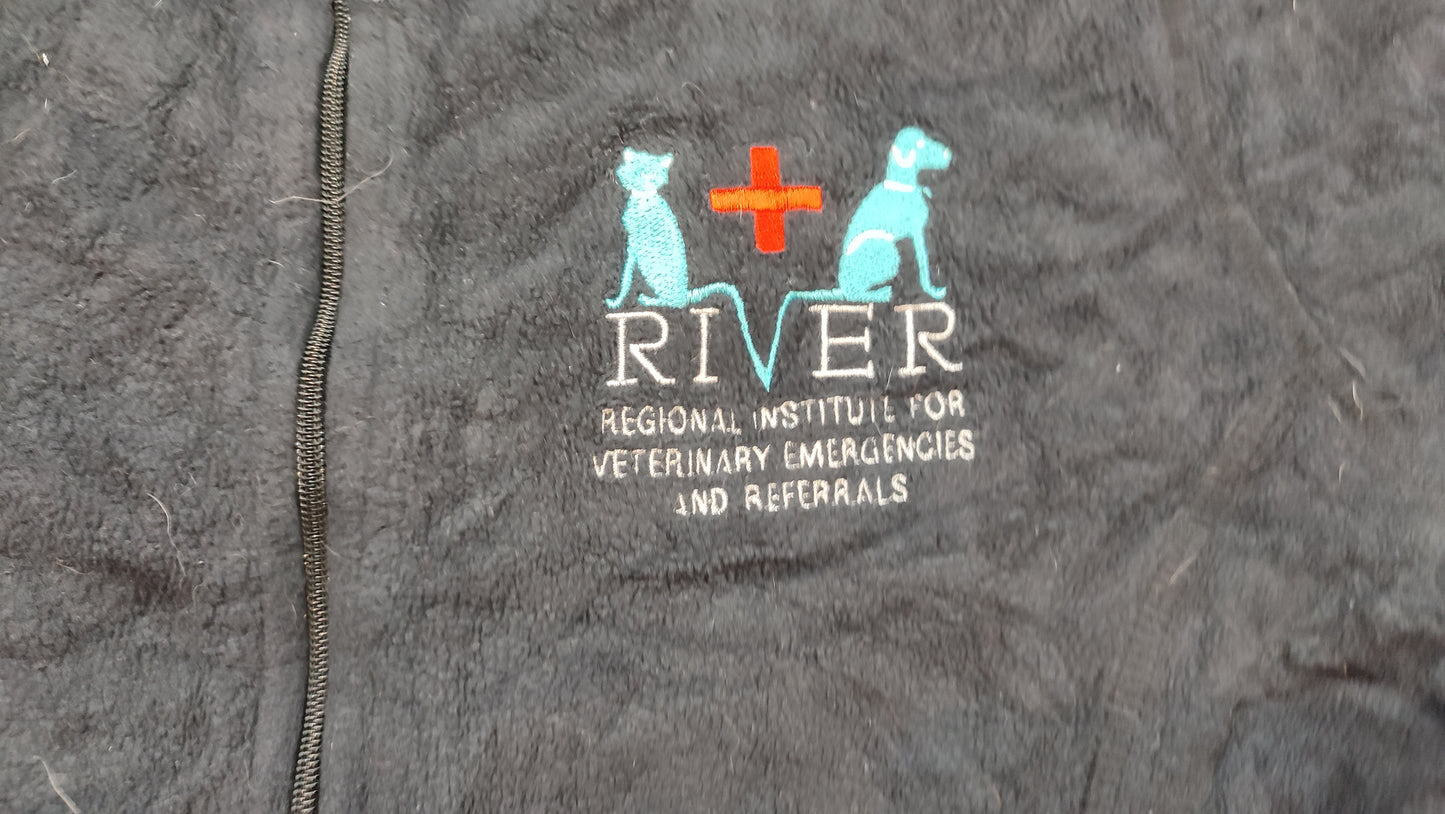 RIVER
REGIONAL INSTITUTE FOR
VETERINARY EMERGENCIES
AND REFERRALS